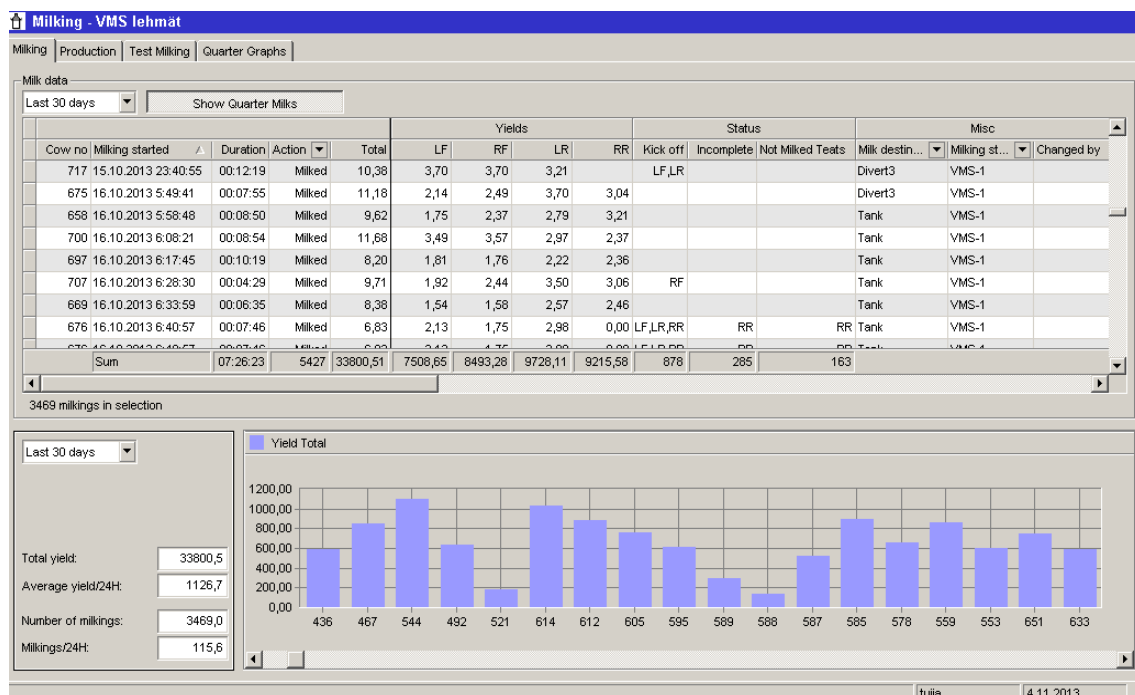 Milking - VMS lehmät
Milking Production Test Milking Quarter Graphs
Milk data
Last 30 days Show Quarter Milks
Yields Status Misc
Cow no Milking started Duration Action Total LF RF LR RR Kick off Incomplete Not Milked Teats Milk destin... Milking st... Changed by
717 15.10.2013 23:40:55 00:12:19 Milked 10,38 3,70 3,70 3,21 LF,LR Divert3 VMS-1
675 16.10.2013 5:49:41 00:07:55 Milked 11,18 2,14 2,49 3,70 3,04 Divert3 VMS-1
658 16.10.2013 5:58:48 00:08:50 Milked 9,62 1,75 2,37 2,79 3,21 Tank VMS-1
700 16.10.2013 6:08:21 00:08:54 Milked 11,68 3,49 3,57 2,97 2,37 Tank VMS-1
697 16.10.2013 6:17:45 00:10:19 Milked 8,20 1,81 1,76 2,22 2,36 Tank VMS-1
707 16.10.2013 6:28:30 00:04:29 Milked 9,71 1,92 2,44 3,50 3,06 RF Tank VMS-1
669 16.10.2013 6:33:59 00:06:35 Milked 8,38 1,54 1,58 2,57 2,46 Tank VMS-1
676 16.10.2013 6:40:57 00:07:46 Milked 6,83 2,13 1,75 2,98 0,00 LF,LR,RR RR RR Tank VMS-1
Sum 07:26:23 5427 33800,51 7508,65 8493,28 9728,11 9215,58 878 285 163
3469 milkings in selection
Last 30 days
Total yield: 33800,5
Average yield/24H: 1126,7
Number of milkings: 3469,0
Milkings/24H: 115,6
Yield Total
1200,00
1000,00
800,00
600,00
400,00
200,00
0,00
436 467 544 492 521 614 612 605 595 589 588 587 585 578 559 553 651 633
tuija 4.11.2013